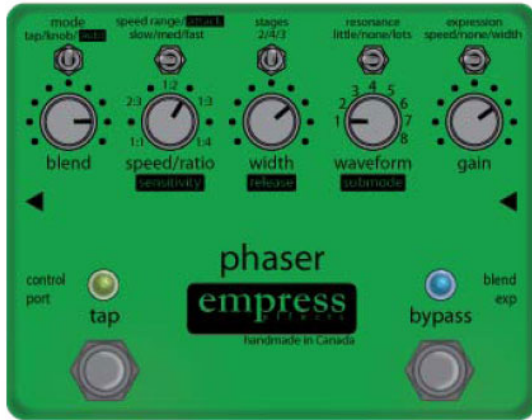 mode
tap/knob/auto
speed range/attack
slow/med/fast
stages
2/4/3
resonance
little/none/lots
expression
speed/none/width
1:1
2:3
1:2
1:3
1:4
1
2
3
4
5
6
7
8
blend
speed/ratio
width
waveform
gain
sensitivity
release
submode
phaser
control
port
tap
empress
effects
handmade in Canada
blend
exp
bypass